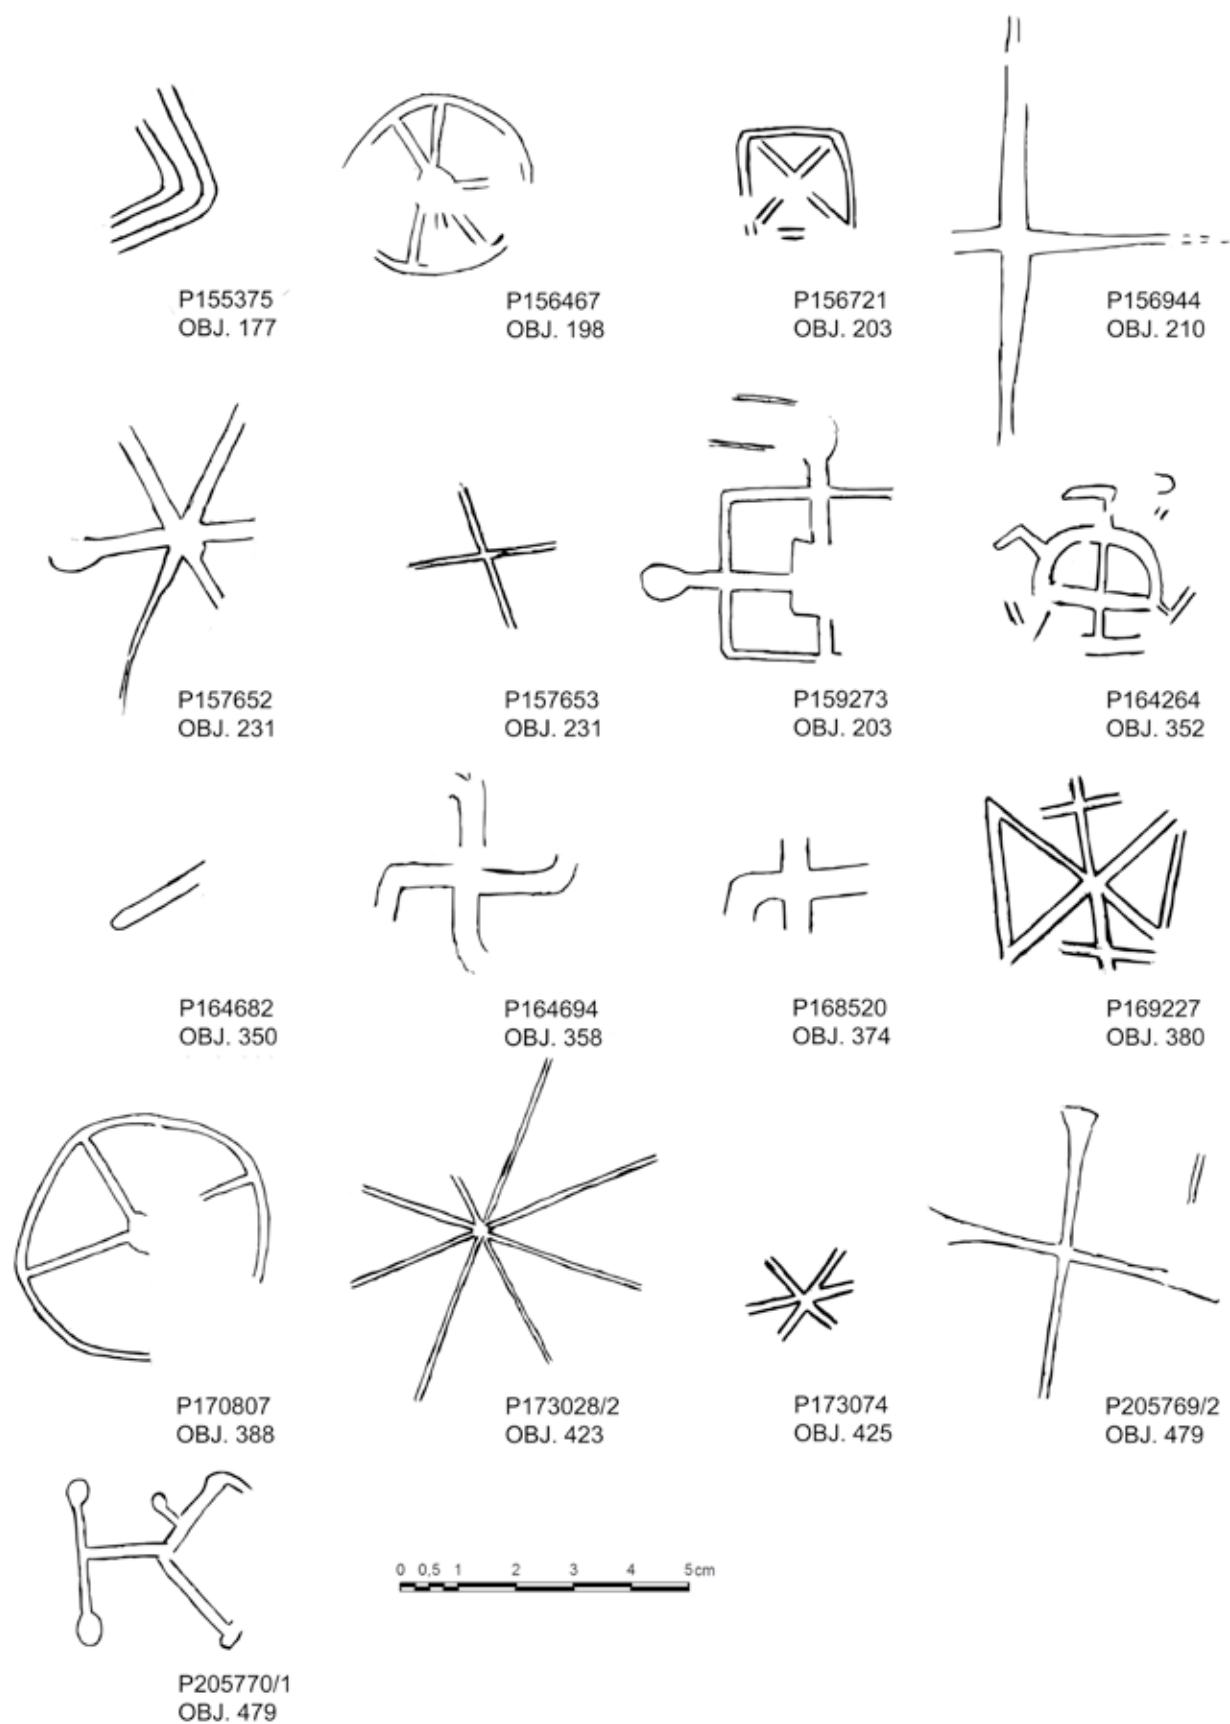 P155375
OBJ. 177
P156467
OBJ. 198
P156721
OBJ. 203
P156944
OBJ. 210
P157652
OBJ. 231
P157653
OBJ. 231
P159273
OBJ. 203
P164264
OBJ. 352
P164682
OBJ. 350
P164694
OBJ. 358
P168520
OBJ. 374
P169227
OBJ. 380
P170807
OBJ. 388
P173028/2
OBJ. 423
P173074
OBJ. 425
P205769/2
OBJ. 479
0 0,5 1 2 3 4 5cm
P205770/1
OBJ. 479